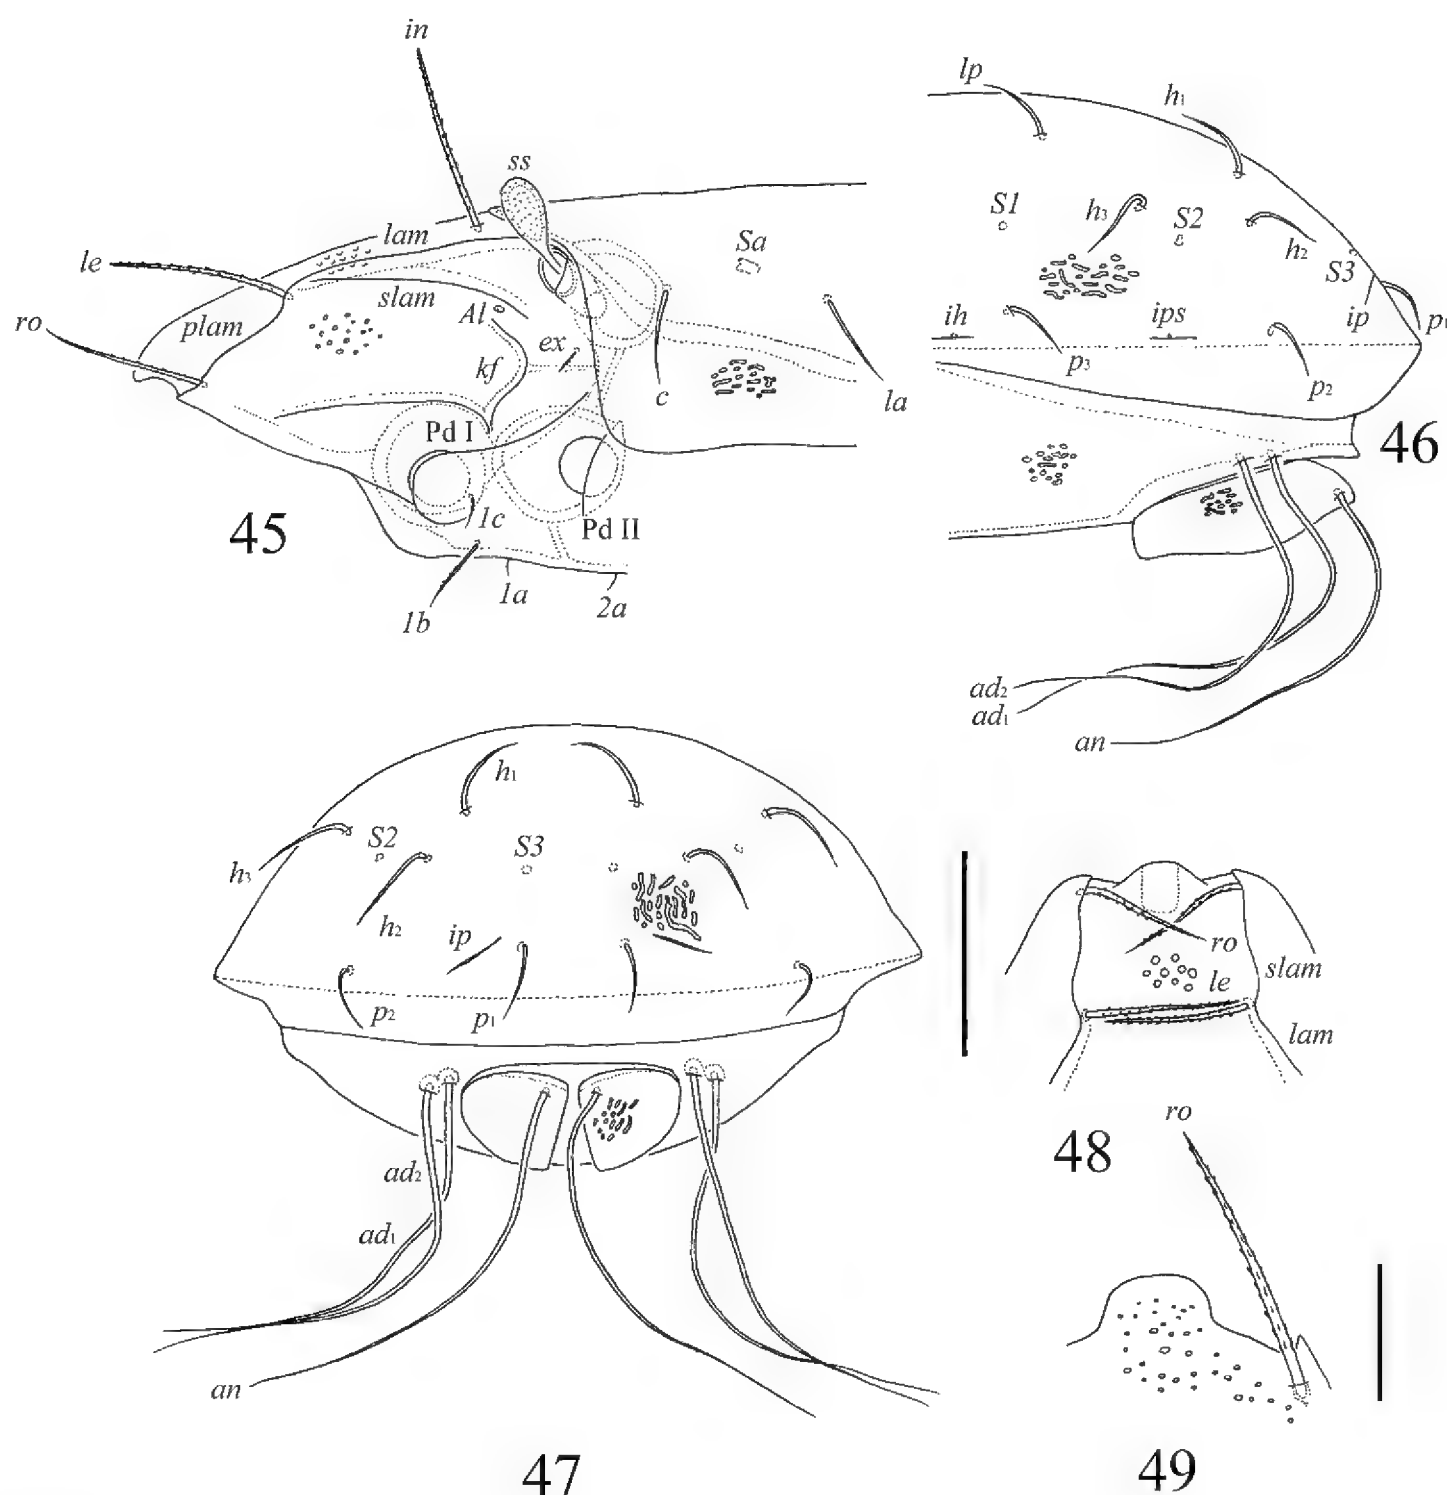 in
ss
lam
Sa
le
slam
plam
Al
ro
ex
kf
c
la
Pd I
1c
Pd II
45
1a
2a
1b
lp
h1
S1
h3
S2
h2
S3
ih
ips
ip
p1
p3
p2
46
ad2
ad1
an
h1
S2
S3
h3
h2
ip
p2
p1
ad2
ad1
an
47
ro
le
slam
lam
48
ro
49